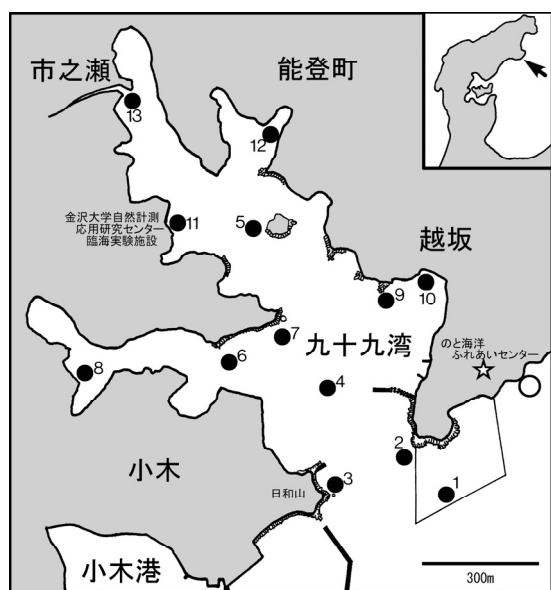 市之瀬
能登町
13
12
金沢大学自然計測
応用研究センター
臨海実験施設
11
5
越坂
9
10
7
九十九湾
のと海洋
ふれあいセンター
6
8
4
2
小木
3
1
日和山
小木港
300m